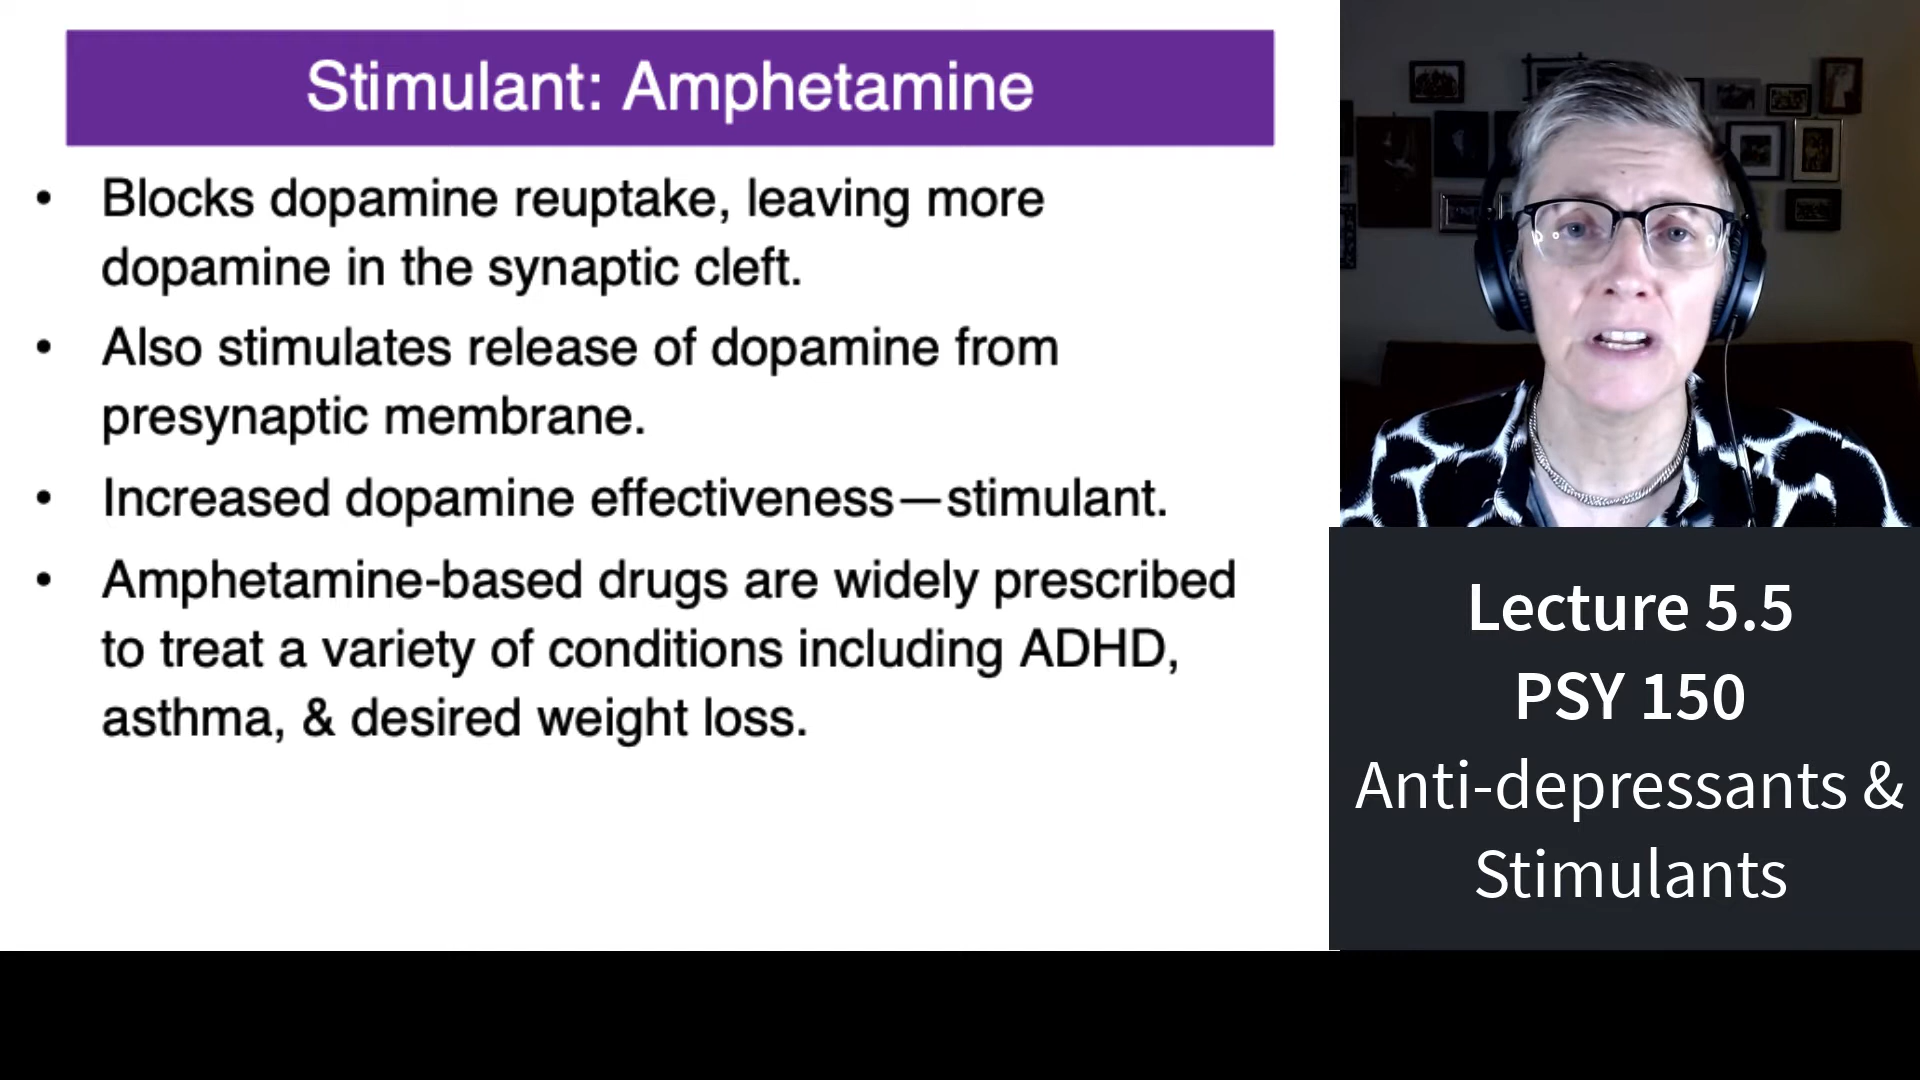 Stimulant: Amphetamine
• Blocks dopamine reuptake, leaving more
dopamine in the synaptic cleft.
• Also stimulates release of dopamine from
presynaptic membrane.
• Increased dopamine effectiveness—stimulant.
• Amphetamine-based drugs are widely prescribed
to treat a variety of conditions including ADHD,
asthma, & desired weight loss.
Lecture 5.5
PSY 150
Anti-depressants &
Stimulants